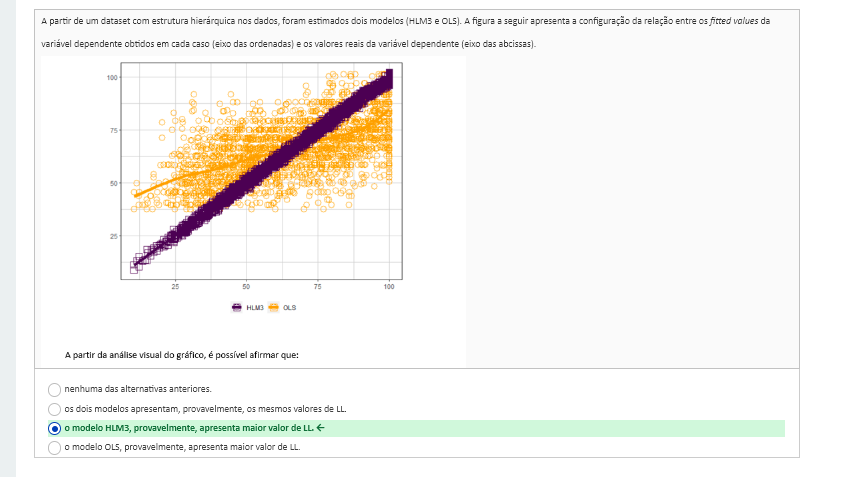 A partir de um dataset com estrutura hierárquica nos dados, foram estimados dois modelos (HLM3 e OLS). A figura a seguir apresenta a configuração da relação entre os fitted values da
variável dependente obtidos em cada caso (eixo das ordenadas) e os valores reais da variável dependente (eixo das abcissas).
100
75
50
25
25 50 75 100
HLM3 OLS
A partir da análise visual do gráfico, é possível afirmar que:
nenhuma das alternativas anteriores.
os dois modelos apresentam, provavelmente, os mesmos valores de LL.
o modelo HLM3, provavelmente, apresenta maior valor de LL. ←
o modelo OLS, provavelmente, apresenta maior valor de LL.